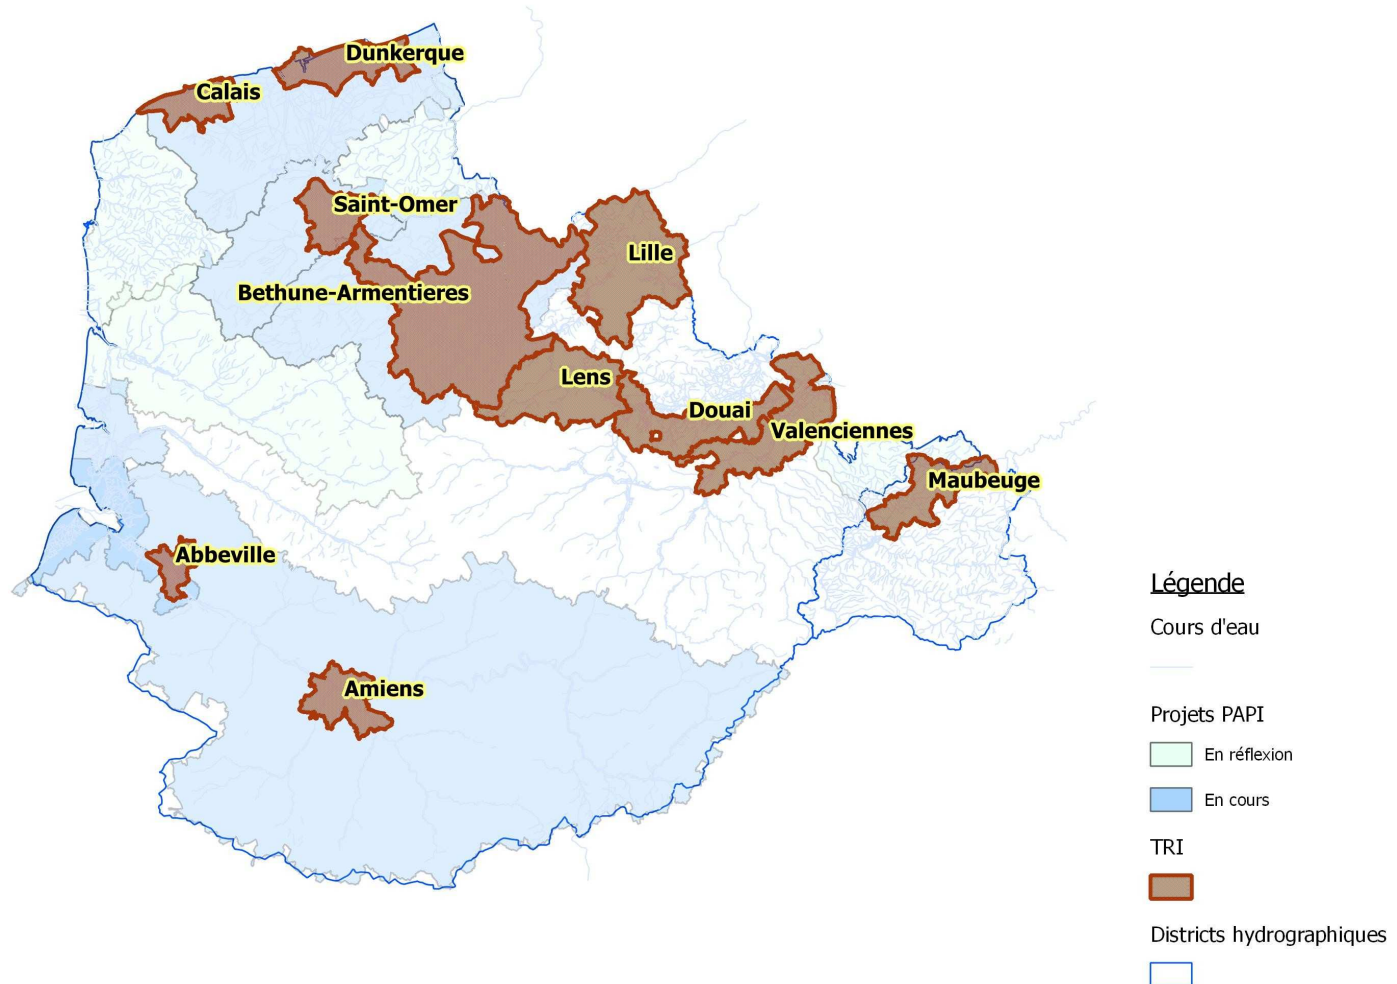 Dunkerque
Calais
Saint-Omer
Lille
Bethune-Armentieres
Lens
Douai
Valenciennes
Maubeuge
Abbeville
Amiens
Légende
Cours d'eau
Projets PAPI
En réflexion
En cours
TRI
Districts hydrographiques